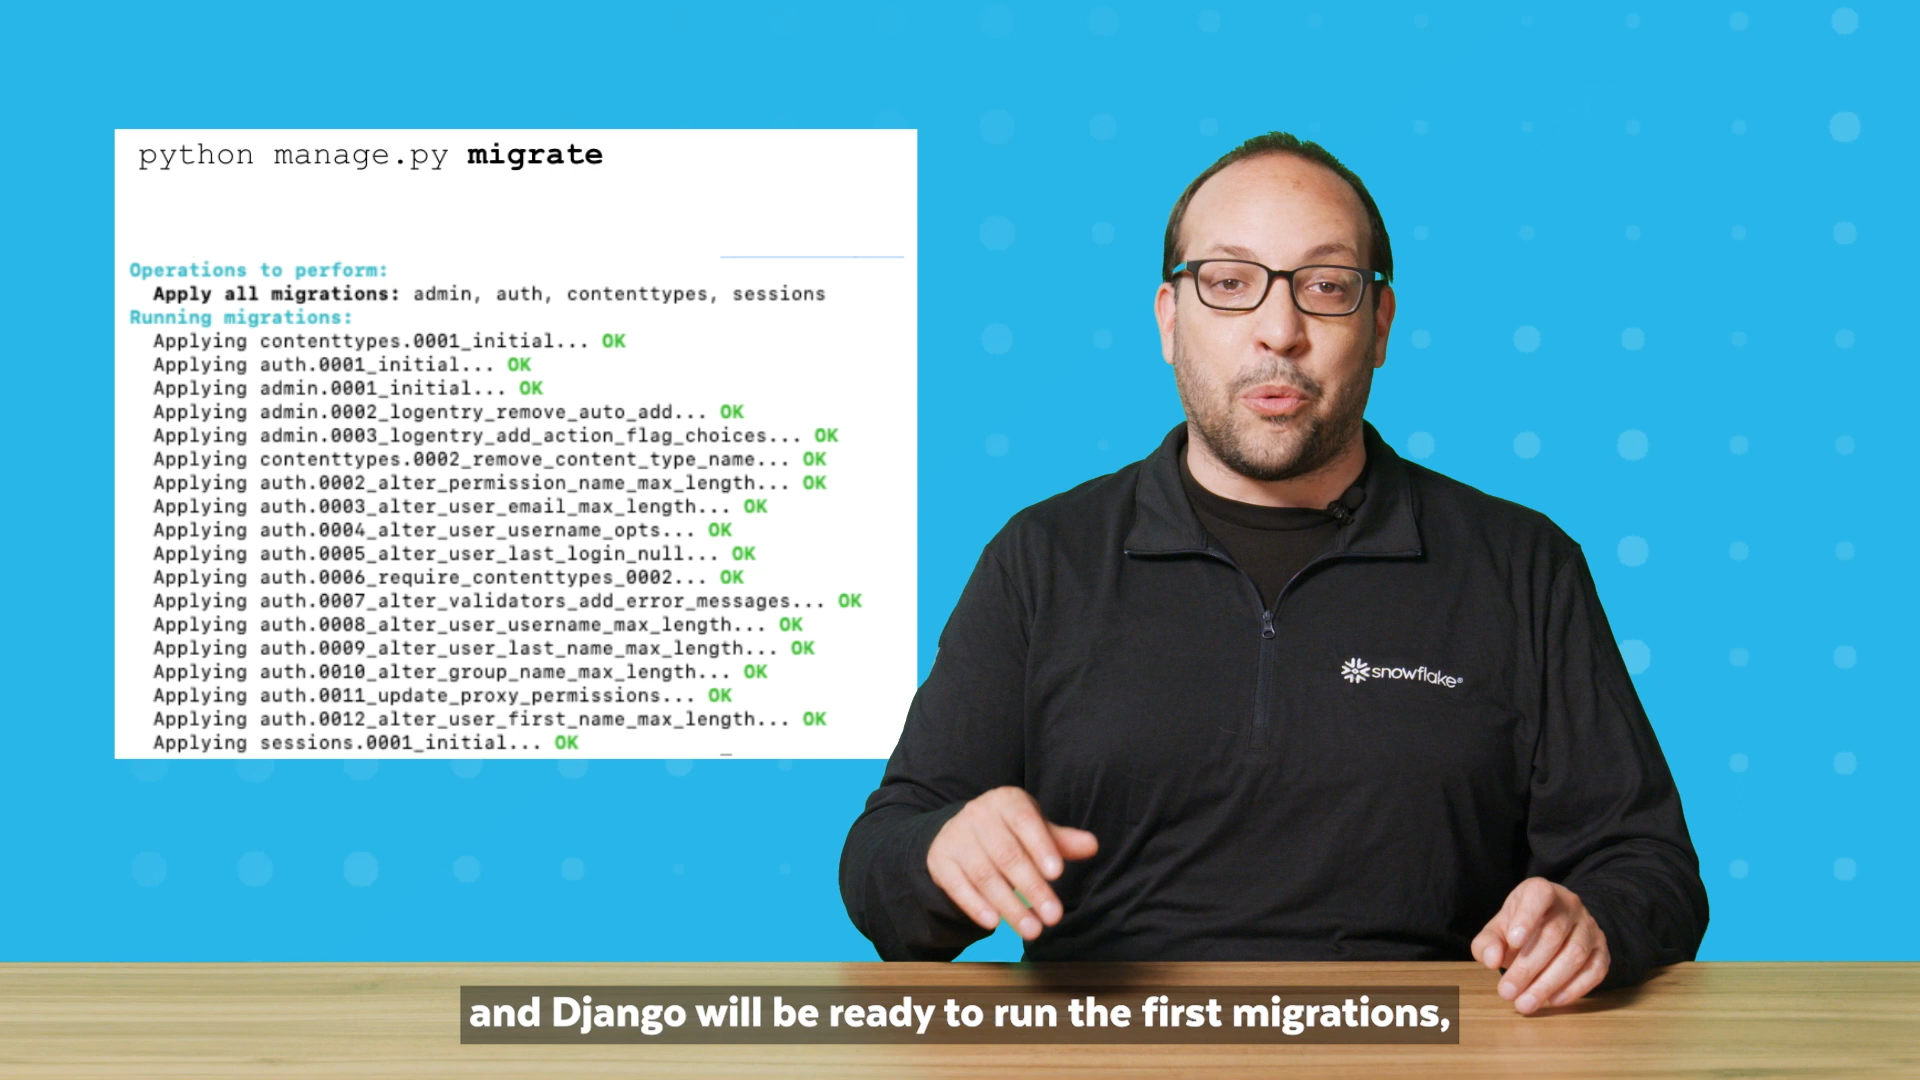 python manage.py migrate
Operations to perform:
Apply all migrations: admin, auth, contenttypes, sessions
Running migrations:
Applying contenttypes.0001_initial... OK
Applying auth.0001_initial... OK
Applying admin.0001_initial... OK
Applying admin.0002_logentry_remove_auto_add... OK
Applying admin.0003_logentry_add_action_flag_choices... OK
Applying contenttypes.0002_remove_content_type_name... OK
Applying auth.0002_alter_permission_name_max_length... OK
Applying auth.0003_alter_user_email_max_length... OK
Applying auth.0004_alter_user_username_opts... OK
Applying auth.0005_alter_user_last_login_null... OK
Applying auth.0006_require_contenttypes_0002... OK
Applying auth.0007_alter_validators_add_error_messages... OK
Applying auth.0008_alter_user_username_max_length... OK
Applying auth.0009_alter_user_last_name_max_length... OK
Applying auth.0010_alter_group_name_max_length... OK
Applying auth.0011_update_proxy_permissions... OK
Applying auth.0012_alter_user_first_name_max_length... OK
Applying sessions.0001_initial... OK
snowflake®
and Django will be ready to run the first migrations,